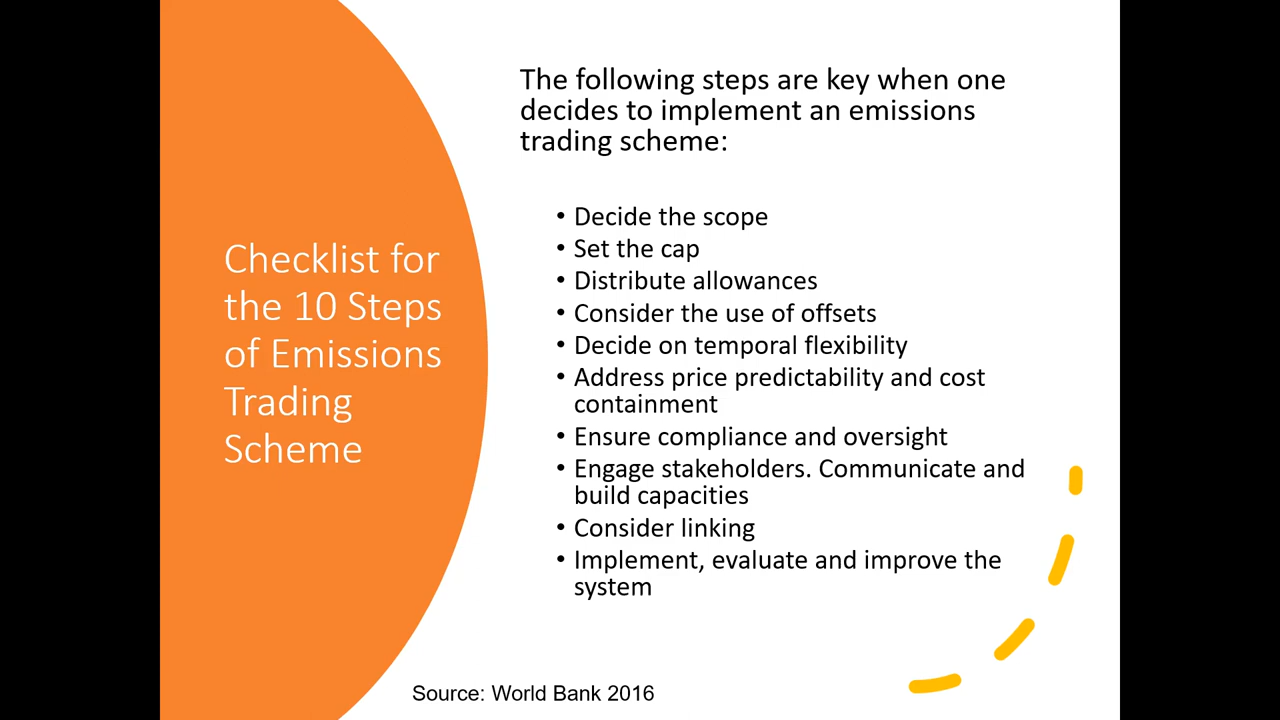 Checklist for
the 10 Steps
of Emissions
Trading
Scheme
The following steps are key when one
decides to implement an emissions
trading scheme:
• Decide the scope
• Set the cap
• Distribute allowances
• Consider the use of offsets
• Decide on temporal flexibility
• Address price predictability and cost
containment
• Ensure compliance and oversight
• Engage stakeholders. Communicate and
build capacities
• Consider linking
• Implement, evaluate and improve the
system
Source: World Bank 2016